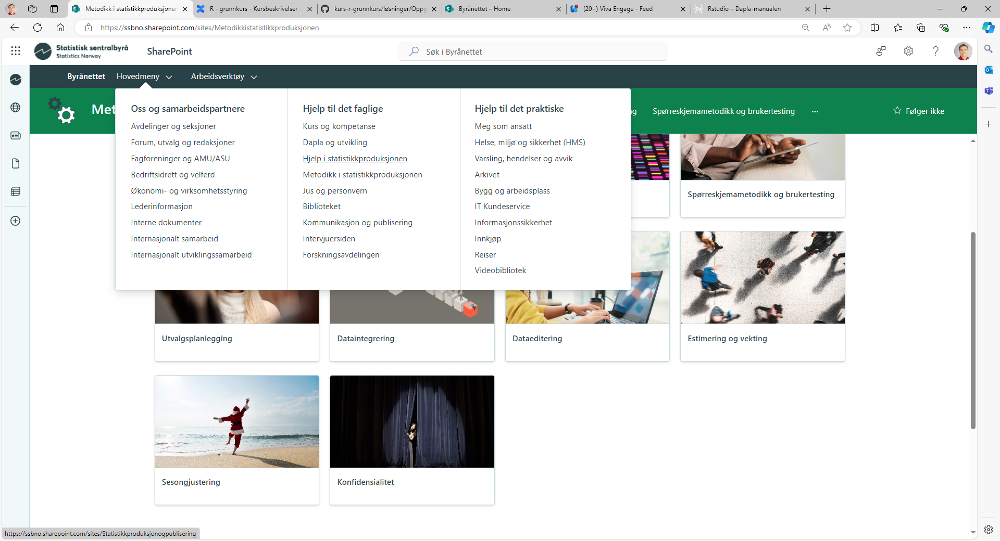 Metodikk i statistikkproduksjonen
R - grunnkurs - Kursbeskrivelser -
kurs-r-grunnkurs/løsninger/Oppg
Byrånettet – Home
(20+) Viva Engage - Feed
Rstudio – Dapla-manualen
https://ssbno.sharepoint.com/sites/Metodikkistatistikkproduksjonen
Statistisk sentralbyrå
Statistics Norway
SharePoint
Søk i Byrånettet
Byrånettet
Hovedmeny
Arbeidsverktøy
Met
ng
Spørreskjemametodikk og brukertesting
Følger ikke
Oss og samarbeidspartnere
Avdelinger og seksjoner
Forum, utvalg og redaksjoner
Fagforeninger og AMU/ASU
Bedriftsidrett og velferd
Økonomi- og virksomhetsstyring
Lederinformasjon
Interne dokumenter
Internasjonalt samarbeid
Internasjonalt utviklingssamarbeid
Hjelp til det faglige
Kurs og kompetanse
Dapla og utvikling
Hjelp i statistikkproduksjonen
Metodikk i statistikkproduksjonen
Jus og personvern
Biblioteket
Kommunikasjon og publisering
Intervjuersiden
Forskningsavdelingen
Hjelp til det praktiske
Meg som ansatt
Helse, miljø og sikkerhet (HMS)
Varsling, hendelser og avvik
Arkivet
Bygg og arbeidsplass
IT Kundeservice
Informasjonssikkerhet
Innkjøp
Reiser
Videobibliotek
Spørreskjemametodikk og brukertesting
Utvalgsplanlegging
Dataintegrering
Dataeditering
Estimering og vekting
Sesongjustering
Konfidensialitet
https://ssbno.sharepoint.com/sites/Statistikkproduksjonogpublisering